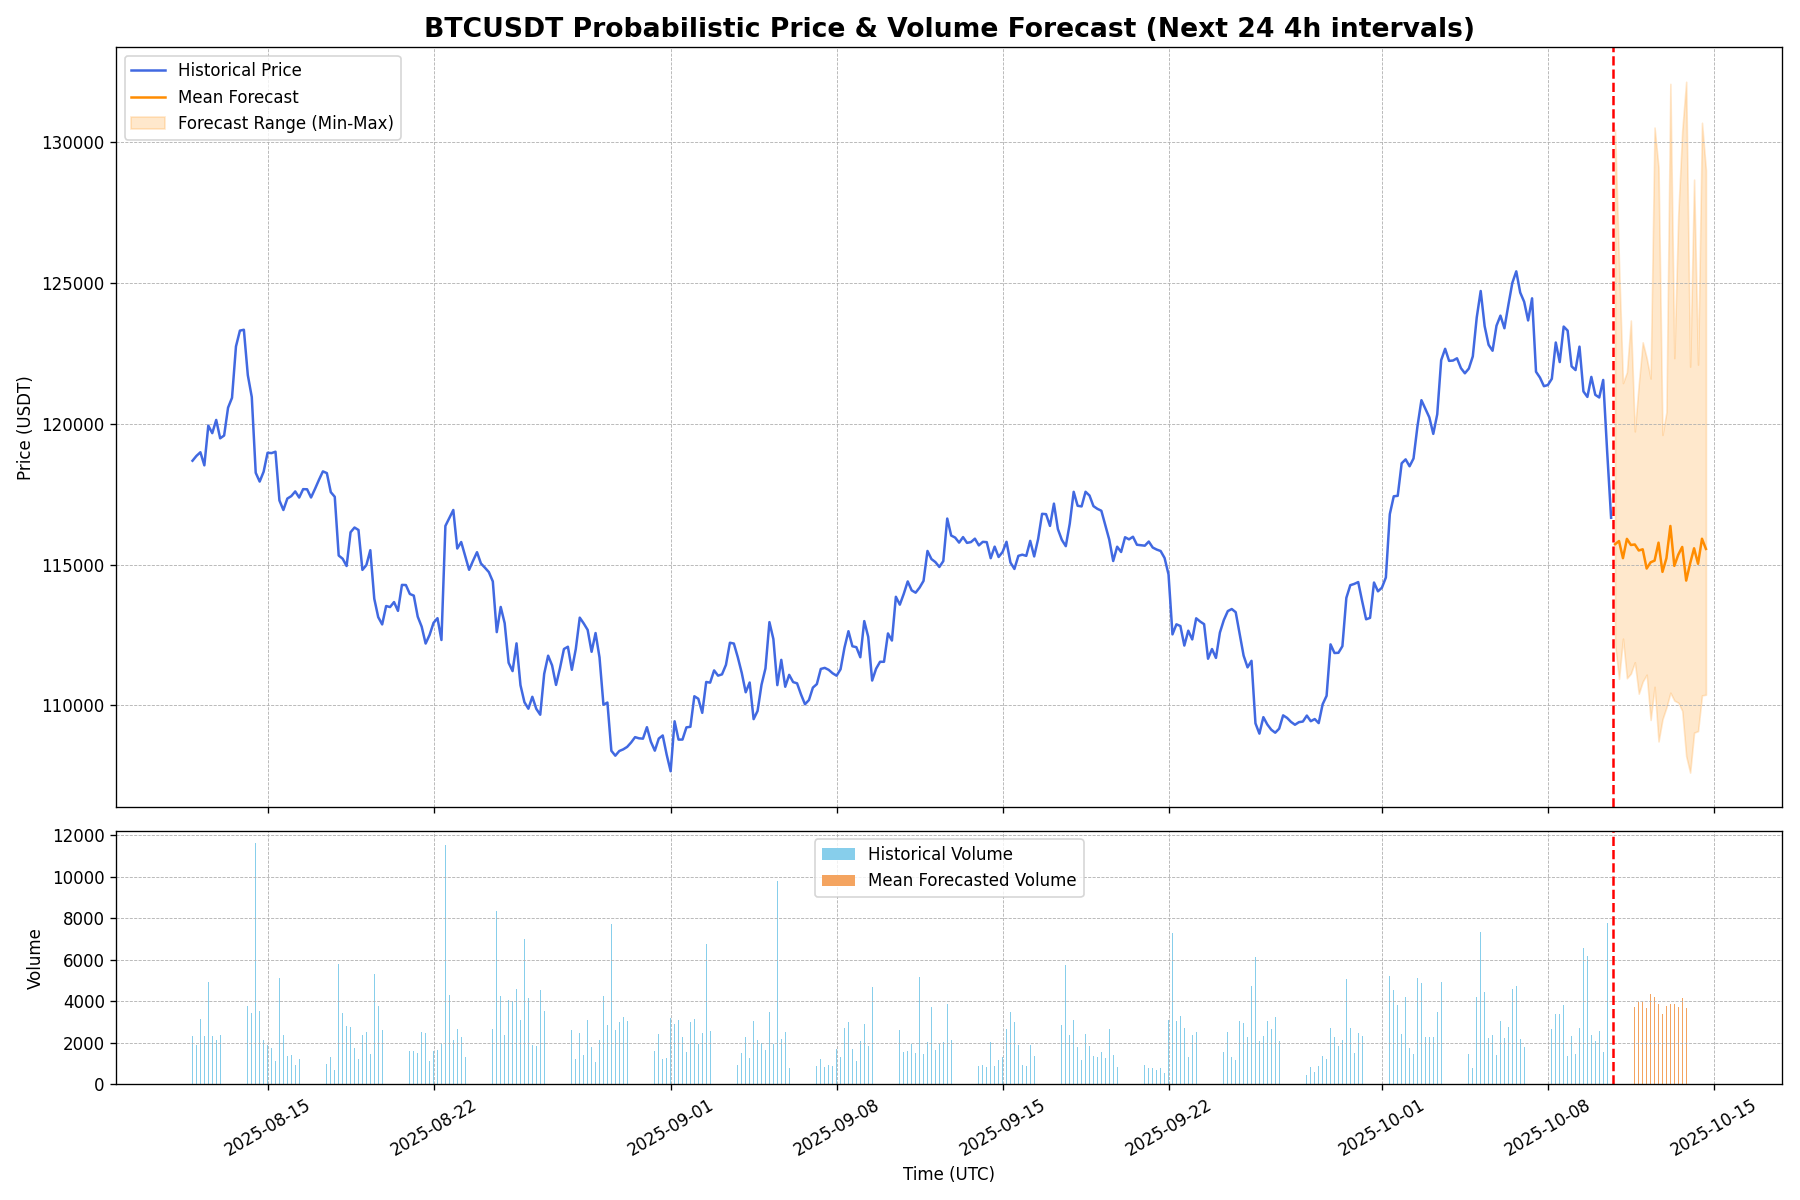 BTCUSDT Probabilistic Price & Volume Forecast (Next 24 4h intervals)
Historical Price
Mean Forecast
Forecast Range (Min-Max)
Price (USDT)
130000
125000
120000
115000
110000
Historical Volume
Mean Forecasted Volume
Volume
12000
10000
8000
6000
4000
2000
0
2025-08-15
2025-08-22
2025-09-01
2025-09-08
2025-09-15
2025-09-22
2025-10-01
2025-10-08
2025-10-15
Time (UTC)